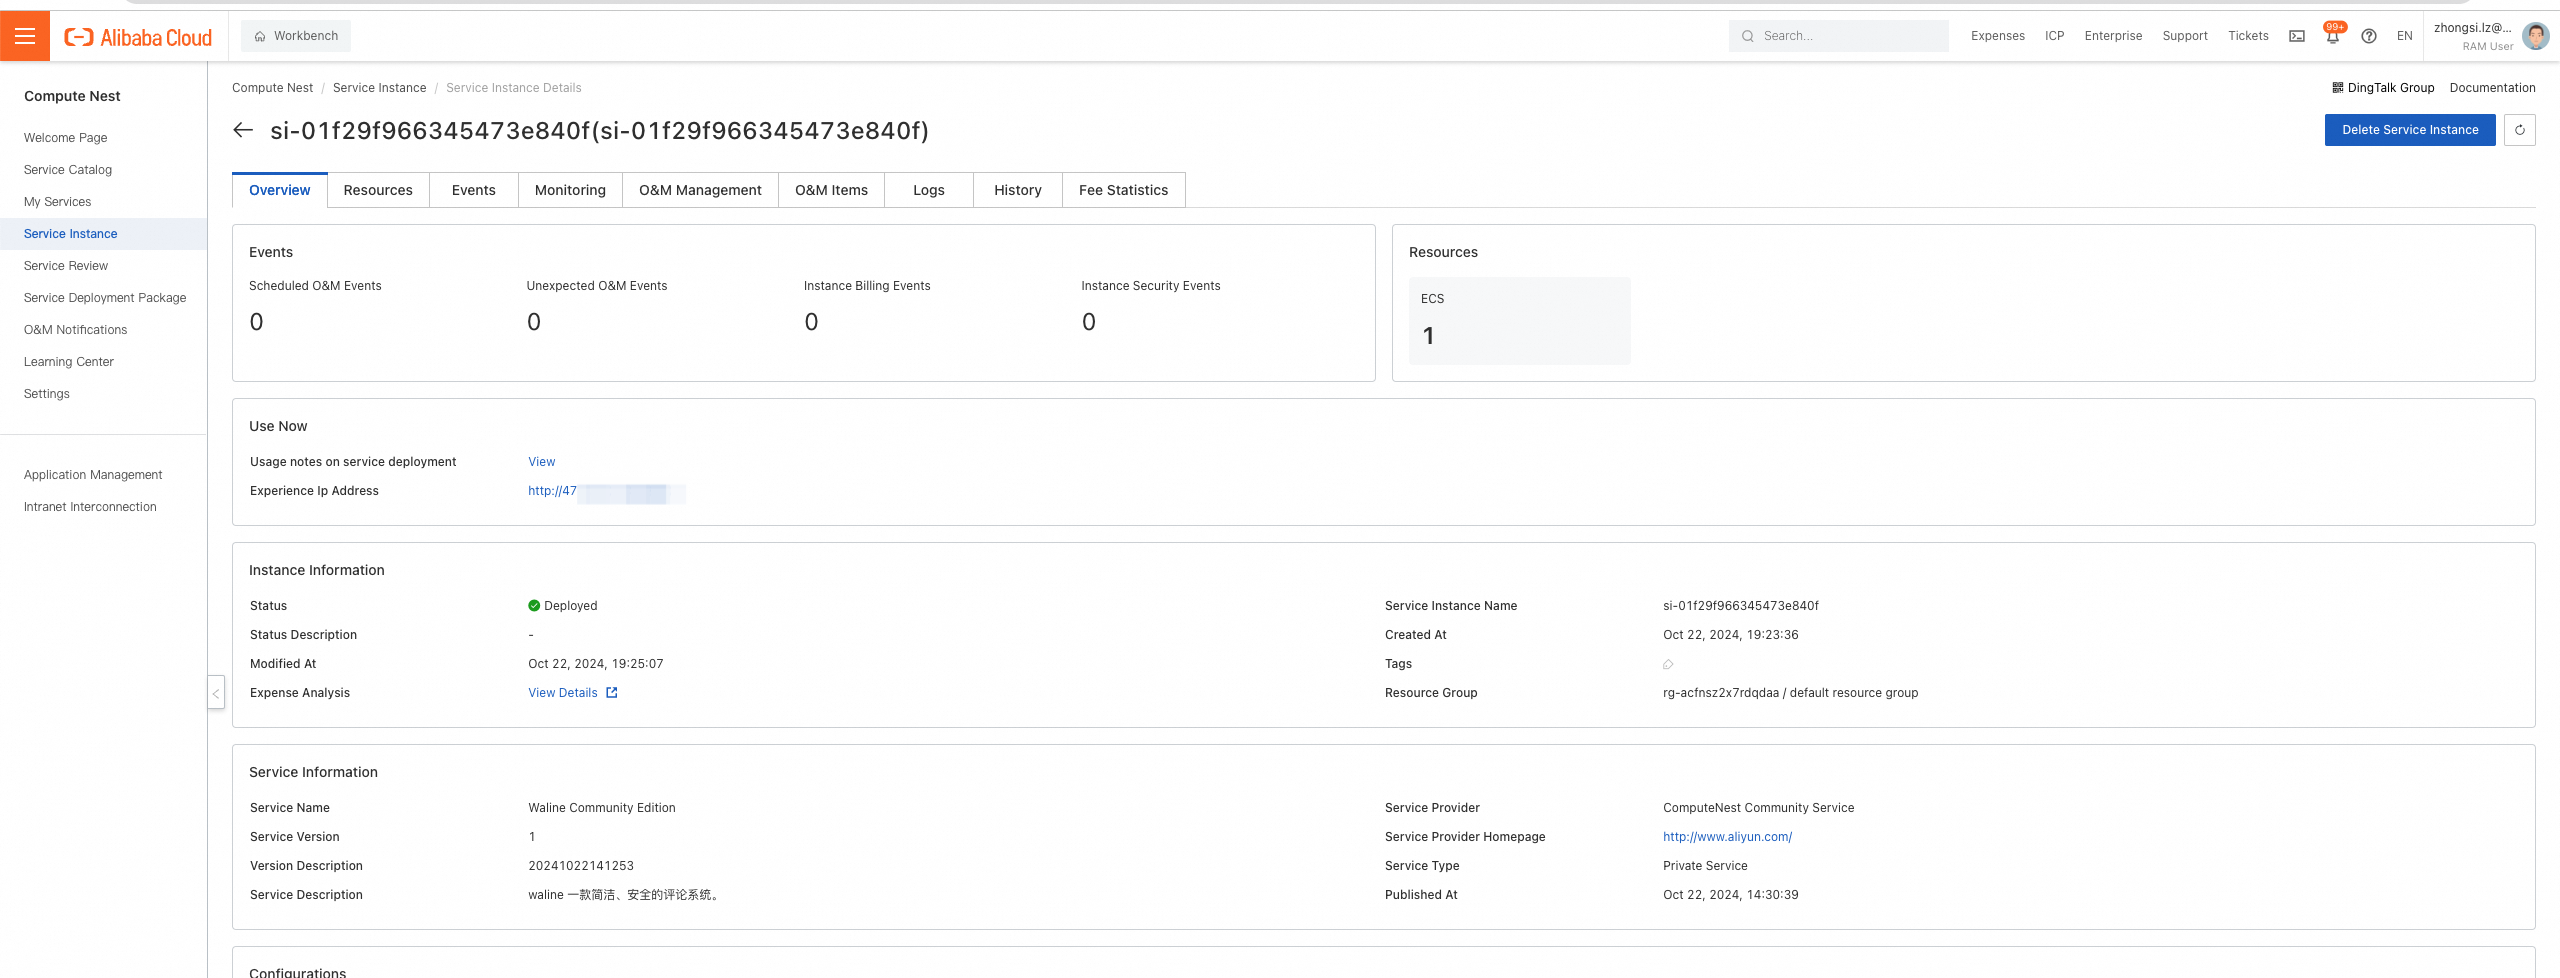 Alibaba Cloud
Workbench
Search...
Expenses
ICP
Enterprise
Support
Tickets
99+
EN
zhongsi.lz@...
RAM User
Compute Nest
Welcome Page
Service Catalog
My Services
Service Instance
Service Review
Service Deployment Package
O&M Notifications
Learning Center
Settings
Application Management
Intranet Interconnection
Compute Nest / Service Instance / Service Instance Details
DingTalk Group
Documentation
si-01f29f966345473e840f(si-01f29f966345473e840f)
Delete Service Instance
Overview
Resources
Events
Monitoring
O&M Management
O&M Items
Logs
History
Fee Statistics
Events
Scheduled O&M Events
0
Unexpected O&M Events
0
Instance Billing Events
0
Instance Security Events
0
Resources
ECS
1
Use Now
Usage notes on service deployment View
Experience Ip Address http://47
Instance Information
Status Deployed
Service Instance Name si-01f29f966345473e840f
Status Description -
Created At Oct 22, 2024, 19:23:36
Modified At Oct 22, 2024, 19:25:07
Tags
Expense Analysis View Details
Resource Group rg-acfnsz2x7rdqdaa / default resource group
Service Information
Service Name Waline Community Edition
Service Provider ComputeNest Community Service
Service Version 1
Service Provider Homepage http://www.aliyun.com/
Version Description 20241022141253
Service Type Private Service
Service Description waline 一款简洁、安全的评论系统。
Published At Oct 22, 2024, 14:30:39
Configurations